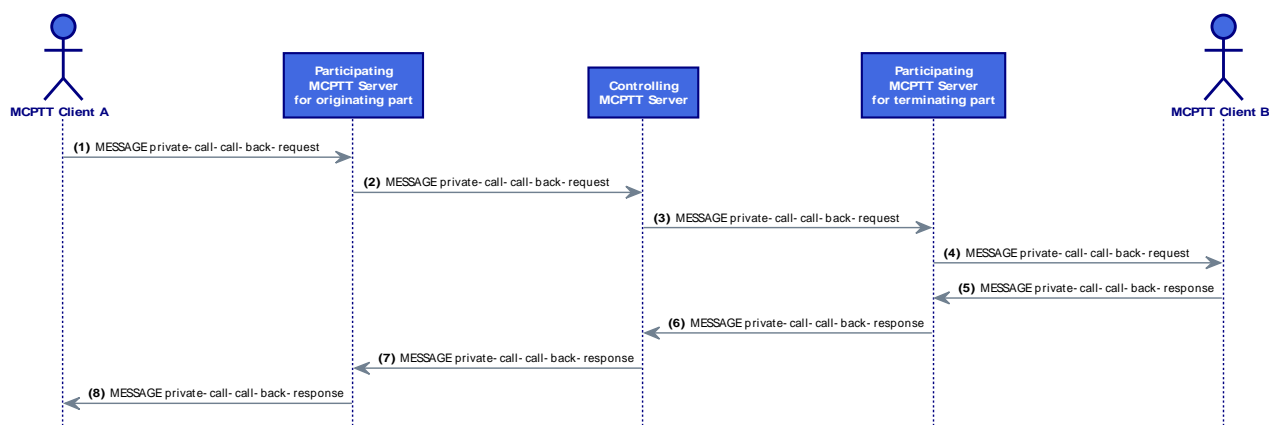 Participating
MCPTT Server
for originating part
Controlling
MCPTT Server
Participating
MCPTT Server
for terminating part
MCPTT Client A
MCPTT Client B
(1) MESSAGE private- call- call- back- request
(2) MESSAGE private- call- call- back- request
(3) MESSAGE private- call- call- back- request
(4) MESSAGE private- call- call- back- request
(5) MESSAGE private- call- call- back- response
(6) MESSAGE private- call- call- back- response
(7) MESSAGE private- call- call- back- response
(8) MESSAGE private- call- call- back- response